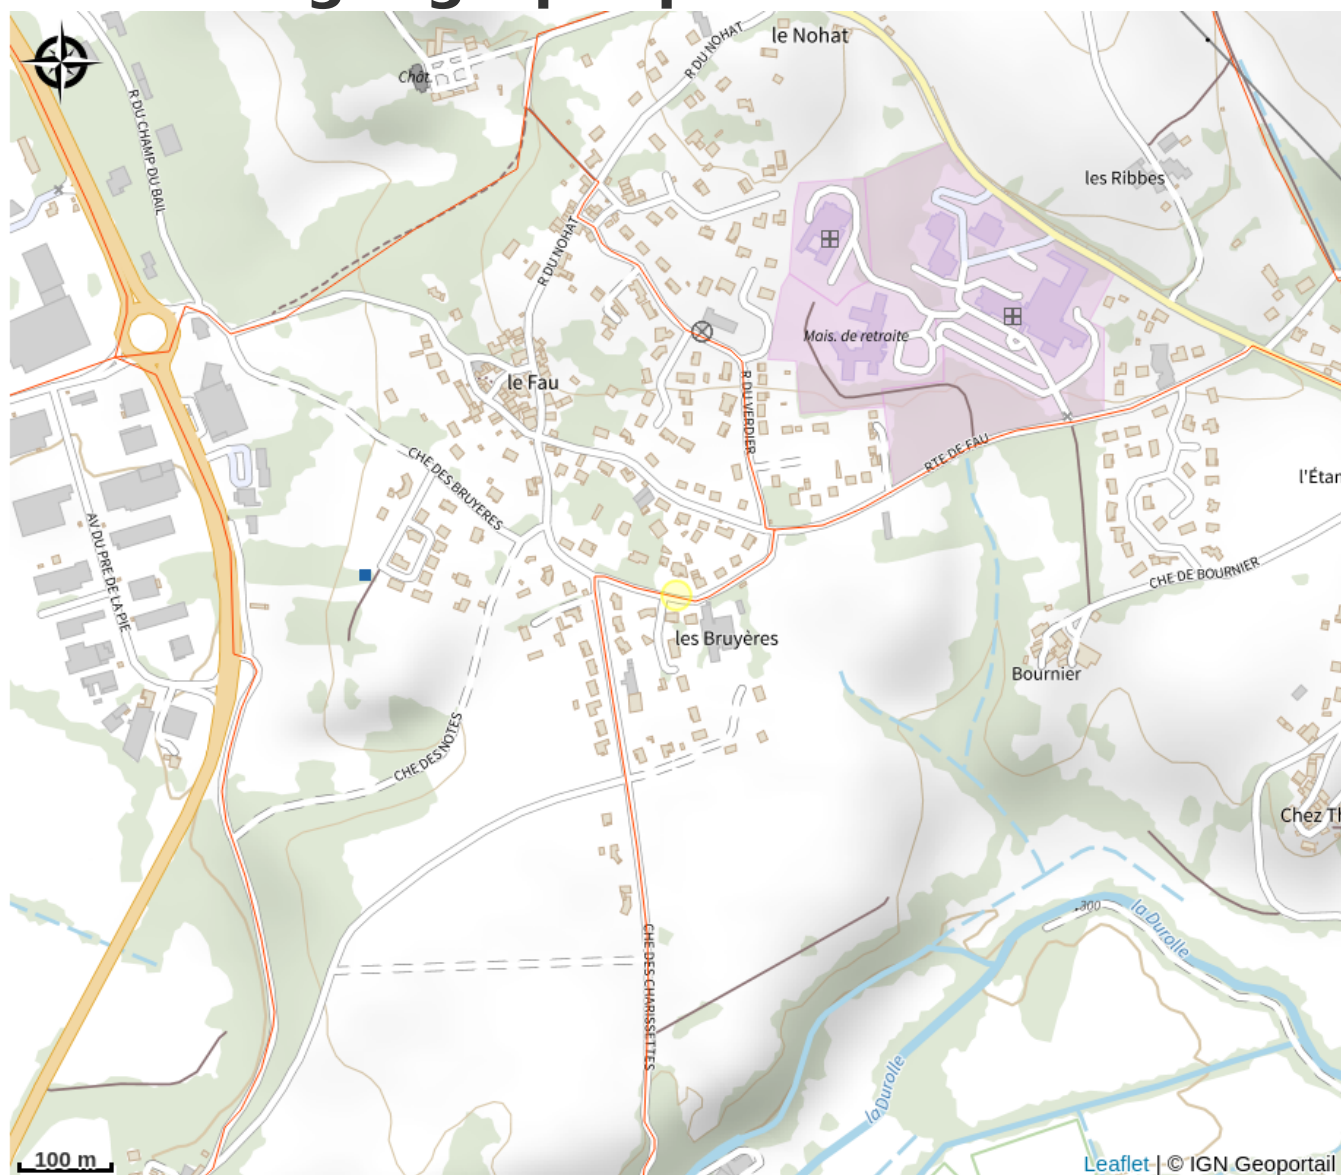 le Nohat
R DU NOHAT
Chât.
R DU CHAMP DU BAIL
les Ribbes
R DU NOHAT
Mais. de retraite
le Fau
R DU VERDIER
RTE DE FAU
CHE DES BRUYERES
l'Étan
AV DU PRE DE LA PIE
CHE DE BOURNIER
les Bruyères
Bournier
CHE DES NOTES
Chez Th
300
la Durolle
CHE DES CHARISSETTES
la Durolle
100 m
Leaflet | © IGN Geoportail